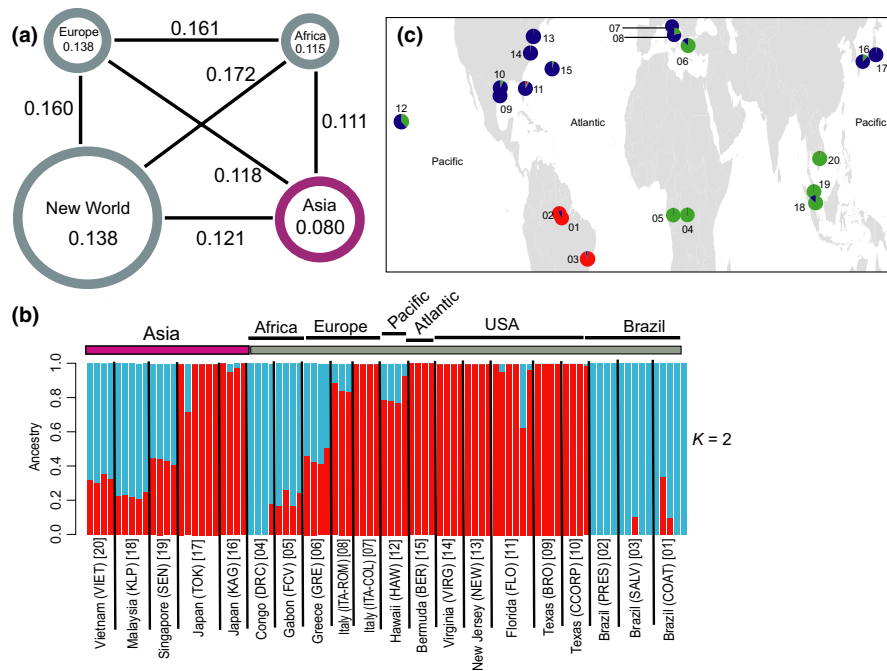 (a)
Europe
0.138
0.161
Africa
0.115
0.160
0.172
0.111
0.118
New World
0.138
0.121
Asia
0.080
(c)
07
08
06
13
14
15
10
09
11
12
16
17
Pacific
Atlantic
Pacific
20
19
18
02
01
03
05
04
(b)
Asia
Africa
Europe
Pacific
Atlantic
USA
Brazil
Ancestry
1.0
0.8
0.6
0.4
0.2
0.0
K = 2
Vietnam (VIET) [20]
Malaysia (KLP) [18]
Singapore (SEN) [19]
Japan (TOK) [17]
Japan (KAG) [16]
Congo (DRC) [04]
Gabon (FCV) [05]
Greece (GRE) [06]
Italy (ITA-ROM) [08]
Italy (ITA-COL) [07]
Hawaii (HAW) [12]
Bermuda (BER) [15]
Virginia (VIRG) [14]
New Jersey (NEW) [13]
Florida (FLO) [11]
Texas (BRO) [09]
Texas (CCORP) [10]
Brazil (PRES) [02]
Brazil (SALV) [03]
Brazil (COAT) [01]